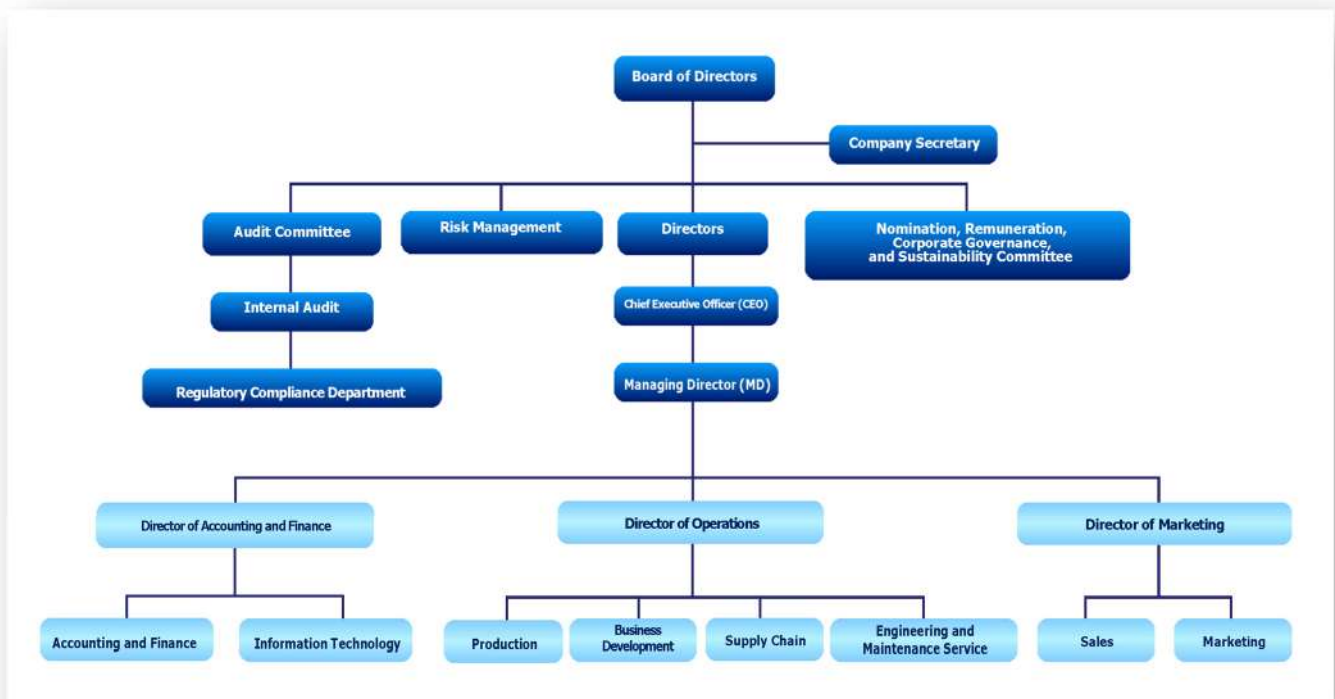 Board of Directors
Company Secretary
Audit Committee
Risk Management
Directors
Nomination, Remuneration,
Corporate Governance,
and Sustainability Committee
Internal Audit
Chief Executive Officer (CEO)
Regulatory Compliance Department
Managing Director (MD)
Director of Accounting and Finance
Director of Operations
Director of Marketing
Accounting and Finance
Information Technology
Production
Business
Development
Supply Chain
Engineering and
Maintenance Service
Sales
Marketing